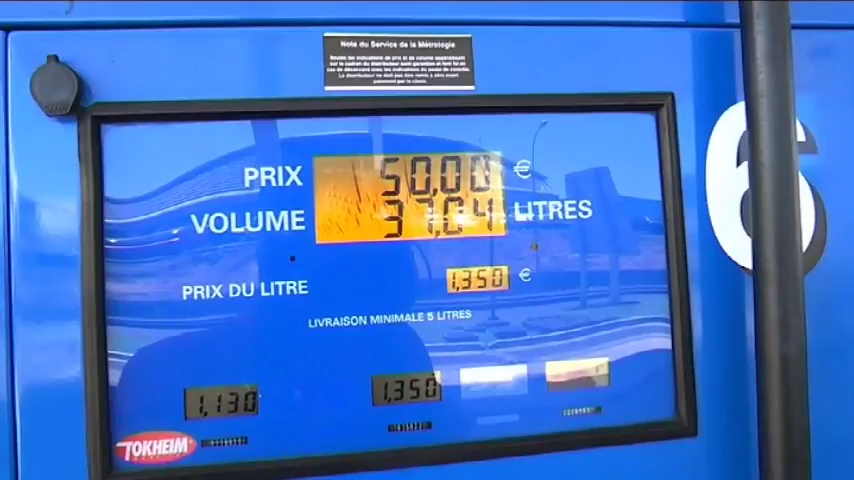 Note du Service de la Métrologie
6
PRIX 50,00 €
VOLUME 37,04 LITRES
PRIX DU LITRE 1,350 €
LIVRAISON MINIMALE 5 LITRES
1,130 1,350
TOKHEIM